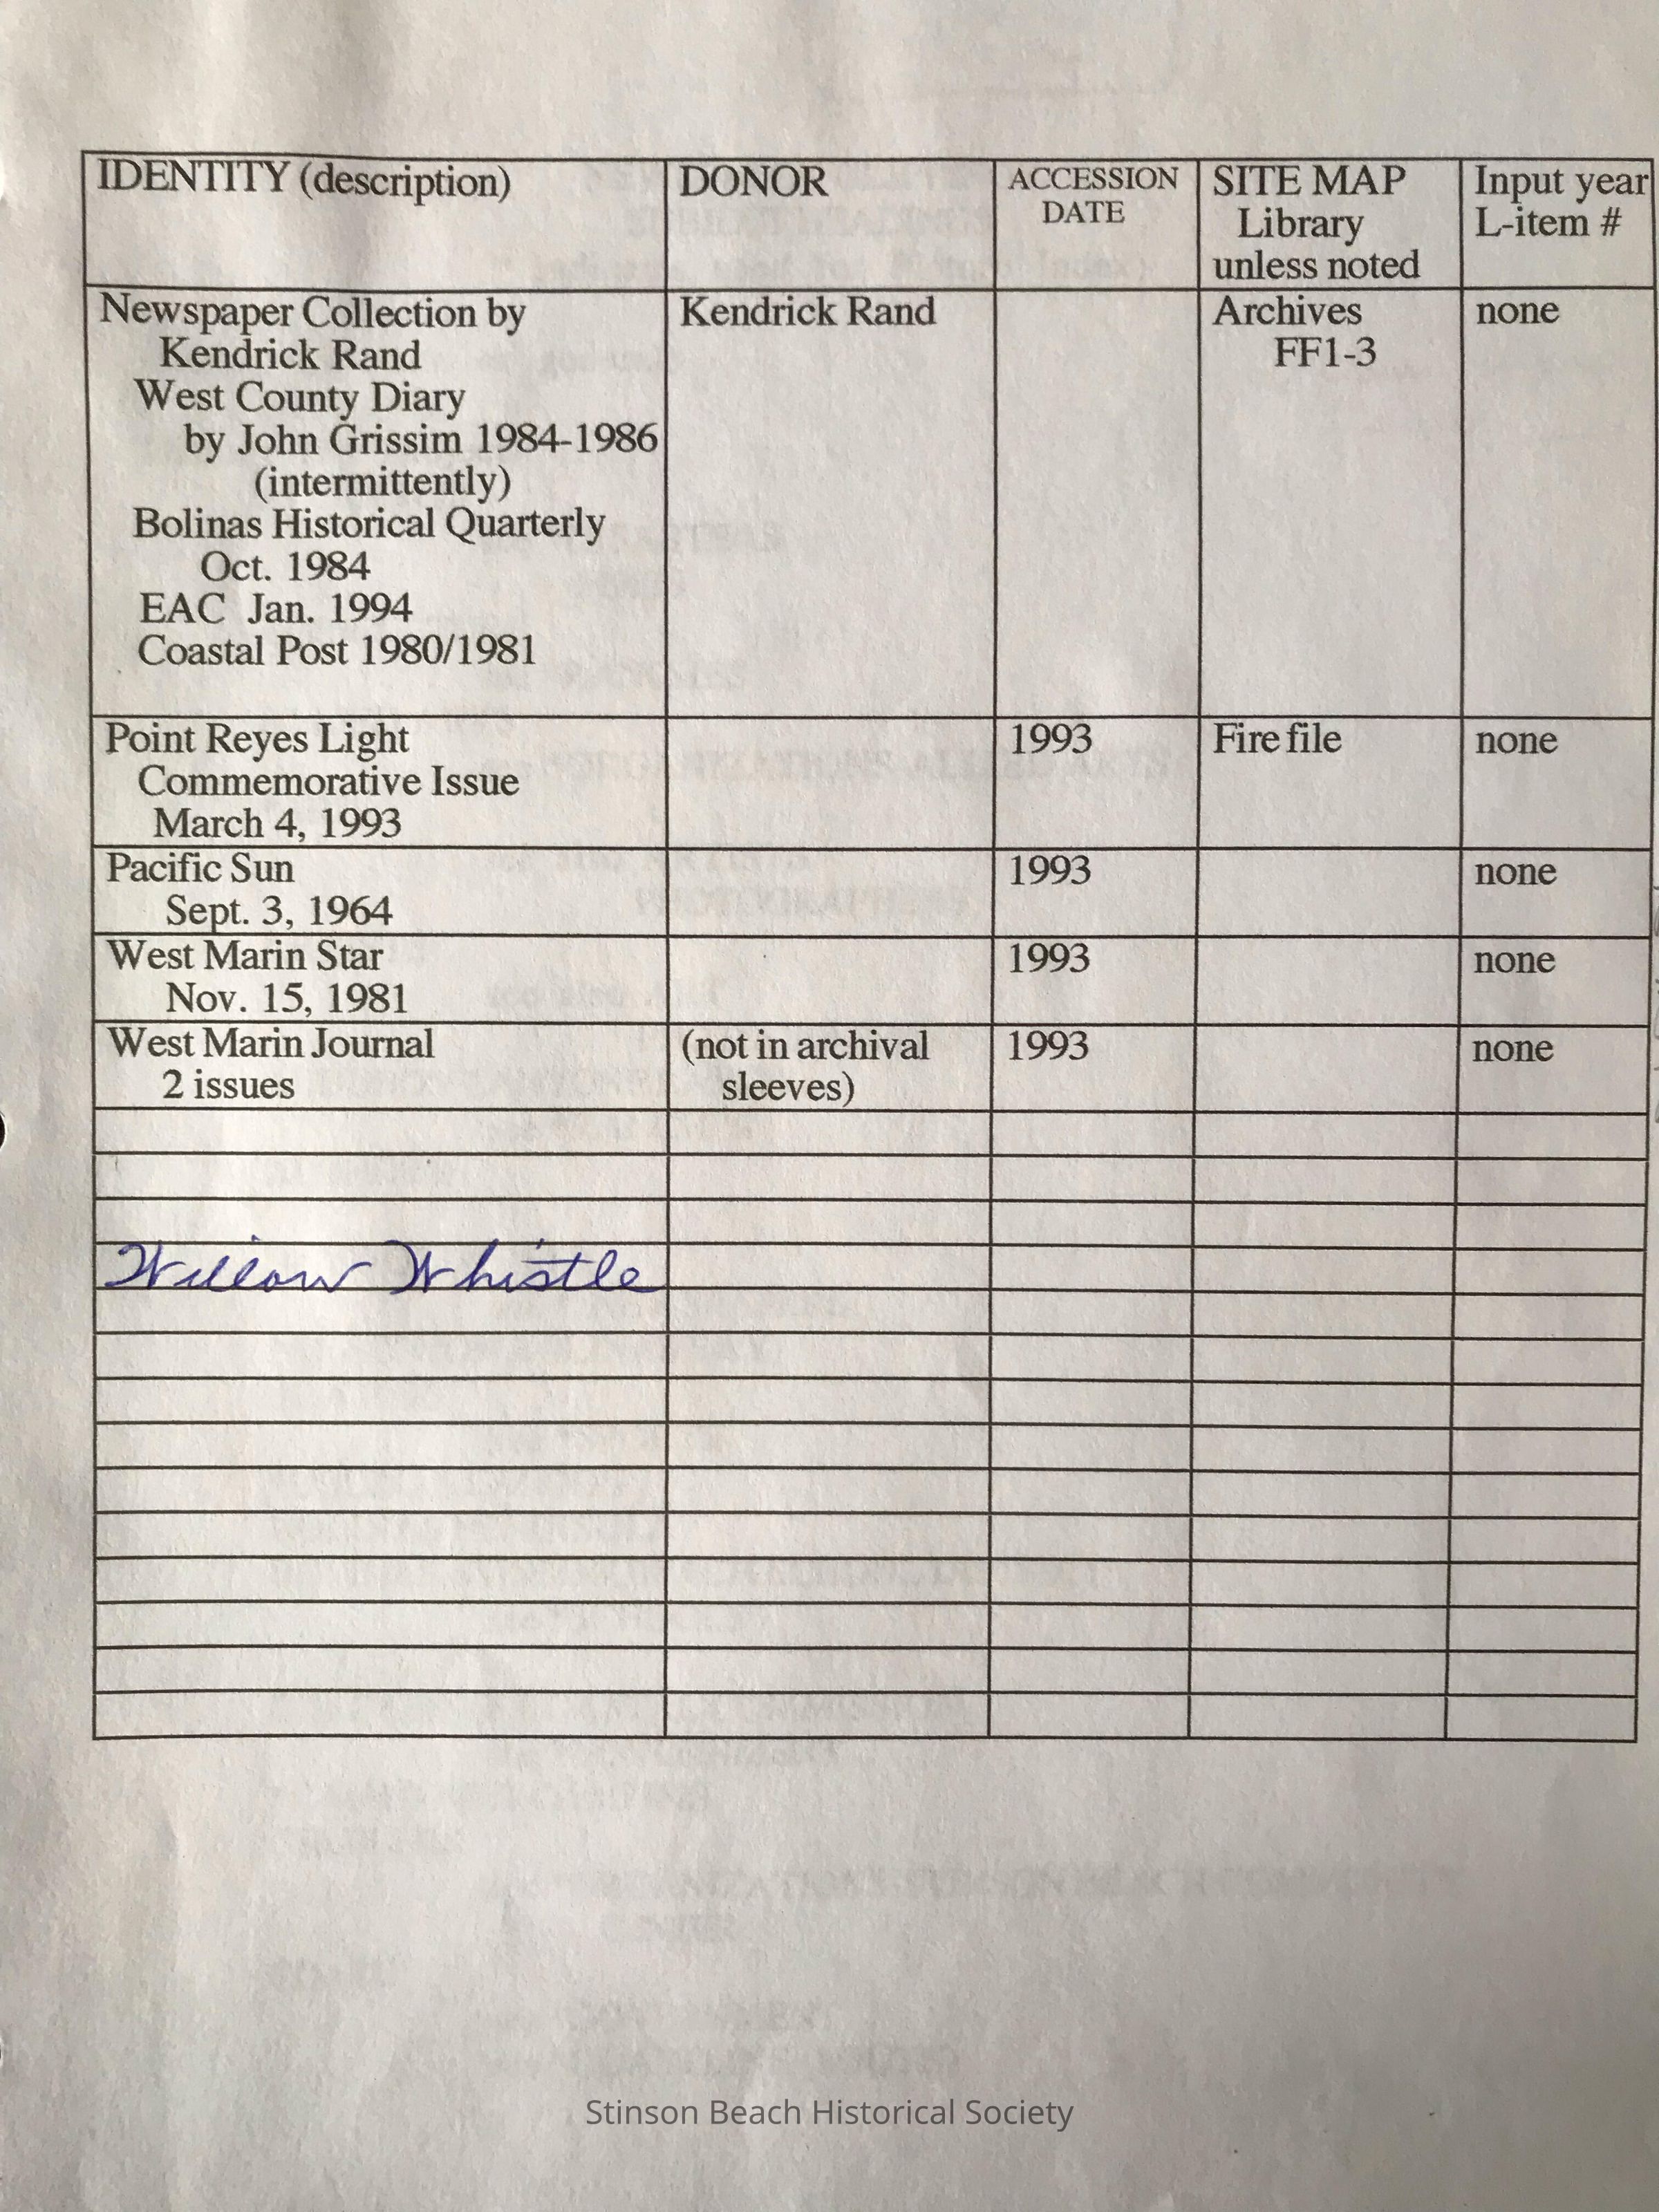 IDENTITY (description) DONOR ACCESSION DATE SITE MAP Library unless noted Input year L-item #
Newspaper Collection by Kendrick Rand Archives none
Kendrick Rand FF1-3
West County Diary
by John Grissim 1984-1986
(intermittently)
Bolinas Historical Quarterly
Oct. 1984
EAC Jan. 1994
Coastal Post 1980/1981
Point Reyes Light 1993 Fire file none
Commemorative Issue
March 4, 1993
Pacific Sun 1993 none
Sept. 3, 1964
West Marin Star 1993 none
Nov. 15, 1981
West Marin Journal (not in archival 1993 none
2 issues sleeves)
Willow Whistle
Stinson Beach Historical Society